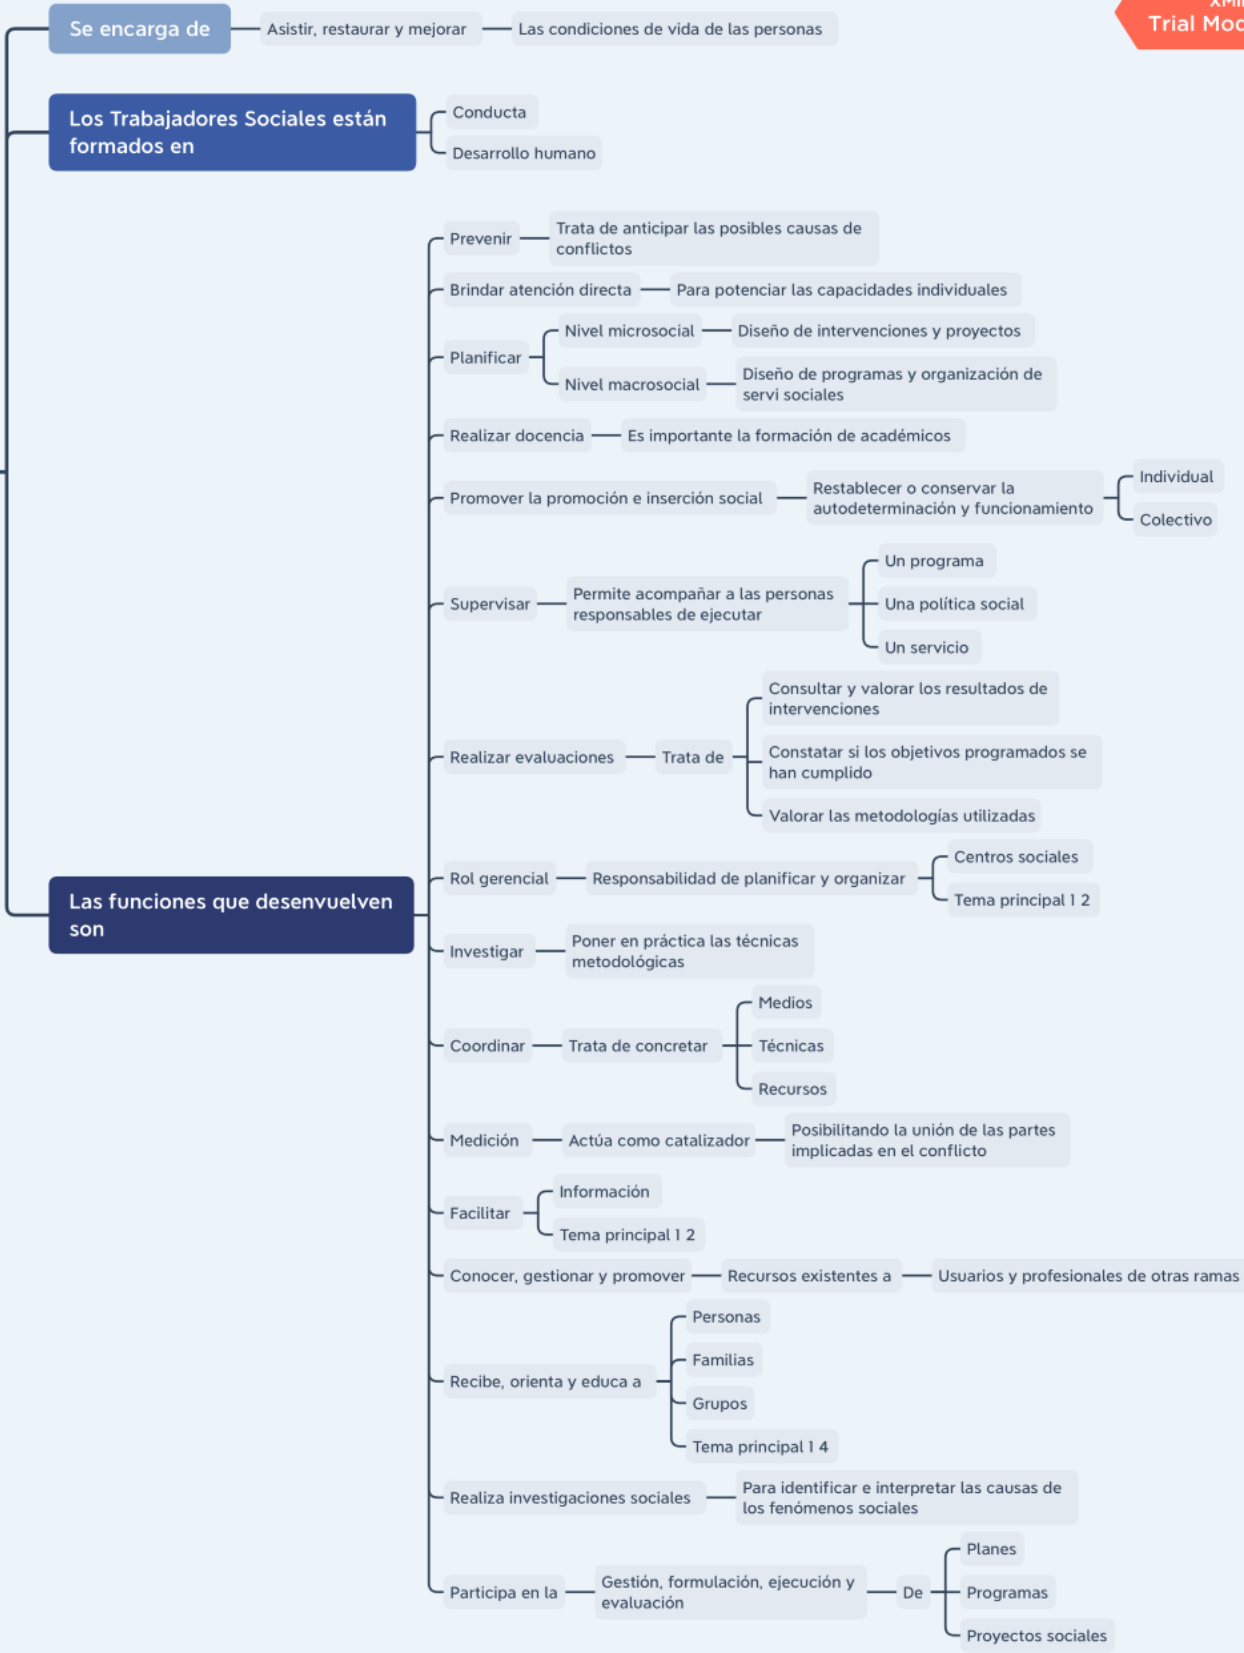 Se encarga de
Asistir, restaurar y mejorar
Las condiciones de vida de las personas
Trial Mod
Los Trabajadores Sociales están
formados en
Conducta
Desarrollo humano
Las funciones que desenvuelven
son
Prevenir
Trata de anticipar las posibles causas de
conflictos
Brindar atención directa
Para potenciar las capacidades individuales
Planificar
Nivel microsocial
Diseño de intervenciones y proyectos
Nivel macrosocial
Diseño de programas y organización de
servi sociales
Realizar docencia
Es importante la formación de académicos
Promover la promoción e inserción social
Restablecer o conservar la
autodeterminación y funcionamiento
Individual
Colectivo
Supervisar
Permite acompañar a las personas
responsables de ejecutar
Un programa
Una política social
Un servicio
Realizar evaluaciones
Trata de
Consultar y valorar los resultados de
intervenciones
Constatar si los objetivos programados se
han cumplido
Valorar las metodologías utilizadas
Rol gerencial
Responsabilidad de planificar y organizar
Centros sociales
Tema principal 1 2
Investigar
Poner en práctica las técnicas
metodológicas
Coordinar
Trata de concretar
Medios
Técnicas
Recursos
Medición
Actúa como catalizador
Posibilitando la unión de las partes
implicadas en el conflicto
Facilitar
Información
Tema principal 1 2
Conocer, gestionar y promover
Recursos existentes a
Usuarios y profesionales de otras ramas
Recibe, orienta y educa a
Personas
Familias
Grupos
Tema principal 1 4
Realiza investigaciones sociales
Para identificar e interpretar las causas de
los fenómenos sociales
Participa en la
Gestión, formulación, ejecución y
evaluación
De
Planes
Programas
Proyectos sociales